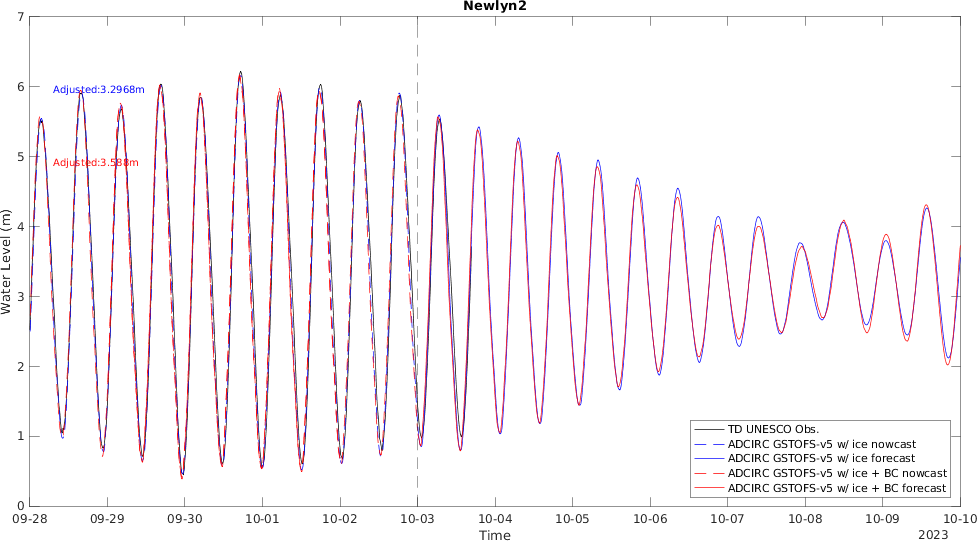 Newlyn2
7
6
5
4
3
2
1
0
Water Level (m)
Adjusted:3.2968m
Adjusted:3.588m
TD UNESCO Obs.
ADCIRC GSTOFS-v5 w/ ice nowcast
ADCIRC GSTOFS-v5 w/ ice forecast
ADCIRC GSTOFS-v5 w/ ice + BC nowcast
ADCIRC GSTOFS-v5 w/ ice + BC forecast
09-28 09-29 09-30 10-01 10-02 10-03 10-04 10-05 10-06 10-07 10-08 10-09 10-10
Time
2023